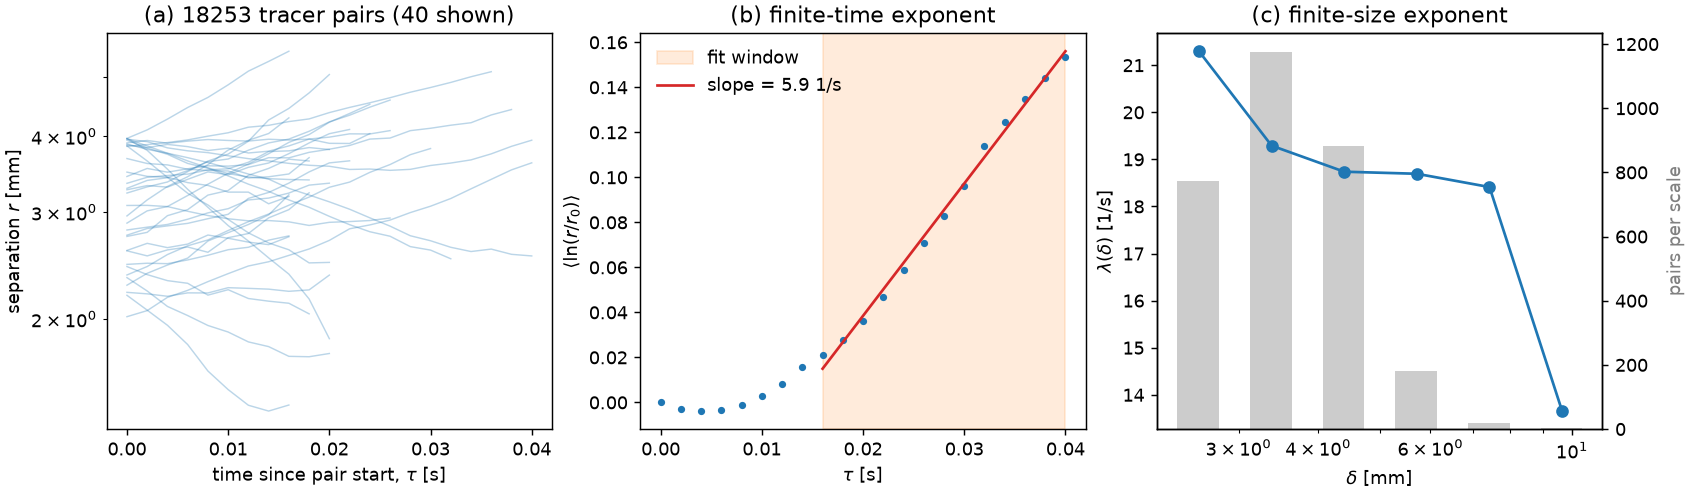 (a) 18253 tracer pairs (40 shown)
separation r [mm]
4 × 10⁰
3 × 10⁰
2 × 10⁰
0.00 0.01 0.02 0.03 0.04
time since pair start, τ [s]
(b) finite-time exponent
⟨ln(r/r₀)⟩
0.16
0.14
0.12
0.10
0.08
0.06
0.04
0.02
0.00
fit window
slope = 5.9 1/s
0.00 0.01 0.02 0.03 0.04
τ [s]
(c) finite-size exponent
λ(δ) [1/s]
21
20
19
18
17
16
15
14
3 × 10⁰ 4 × 10⁰ 6 × 10⁰ 10¹
δ [mm]
1200
1000
800
600
400
200
0
pairs per scale